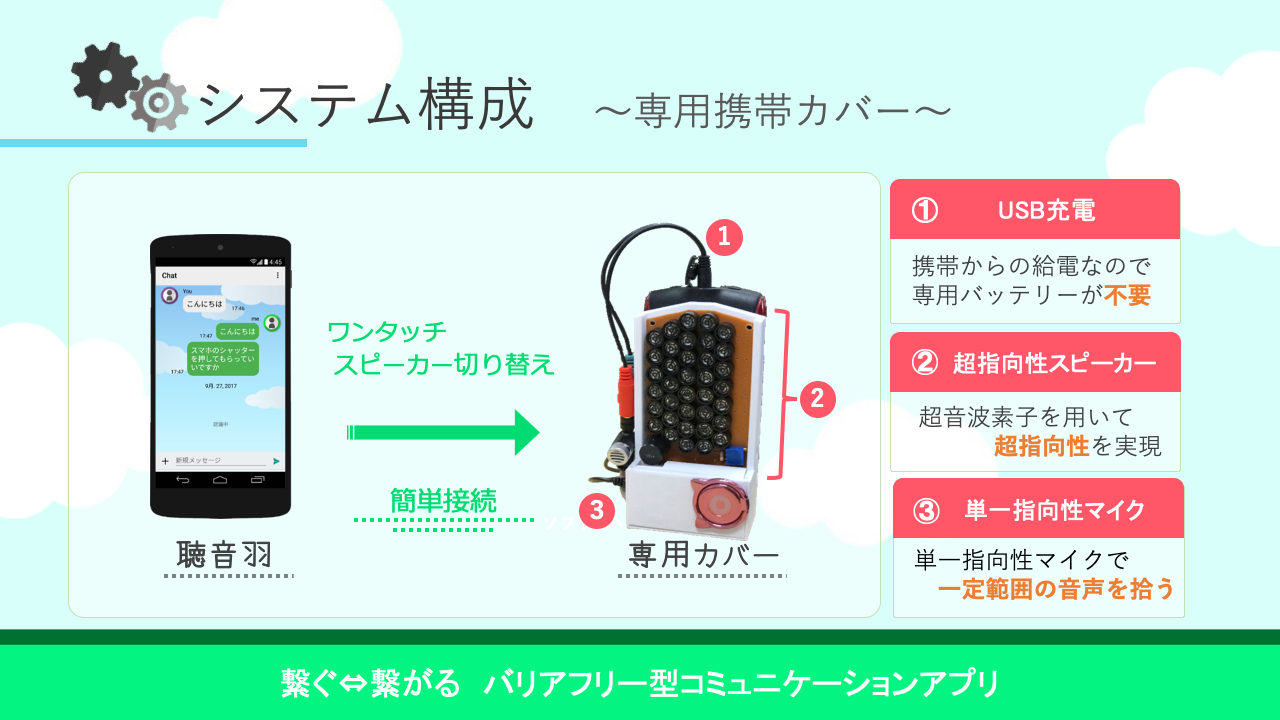 システム構成 ～専用携帯カバー～
4:45
Chat
You
こんにちは
17:46
me
こんにちは
17:47
スマホのシャッター
を押してもらってい
いですか
17:47
9月. 27, 2017
認識中
新規メッセージ
聴音羽
ワンタッチ
スピーカー切り替え
簡単接続
1
2
3
専用カバー
① USB充電
携帯からの給電なので
専用バッテリーが不要
② 超指向性スピーカー
超音波素子を用いて
超指向性を実現
③ 単一指向性マイク
単一指向性マイクで
一定範囲の音声を拾う
繋ぐ⇔繋がる バリアフリー型コミュニケーションアプリ